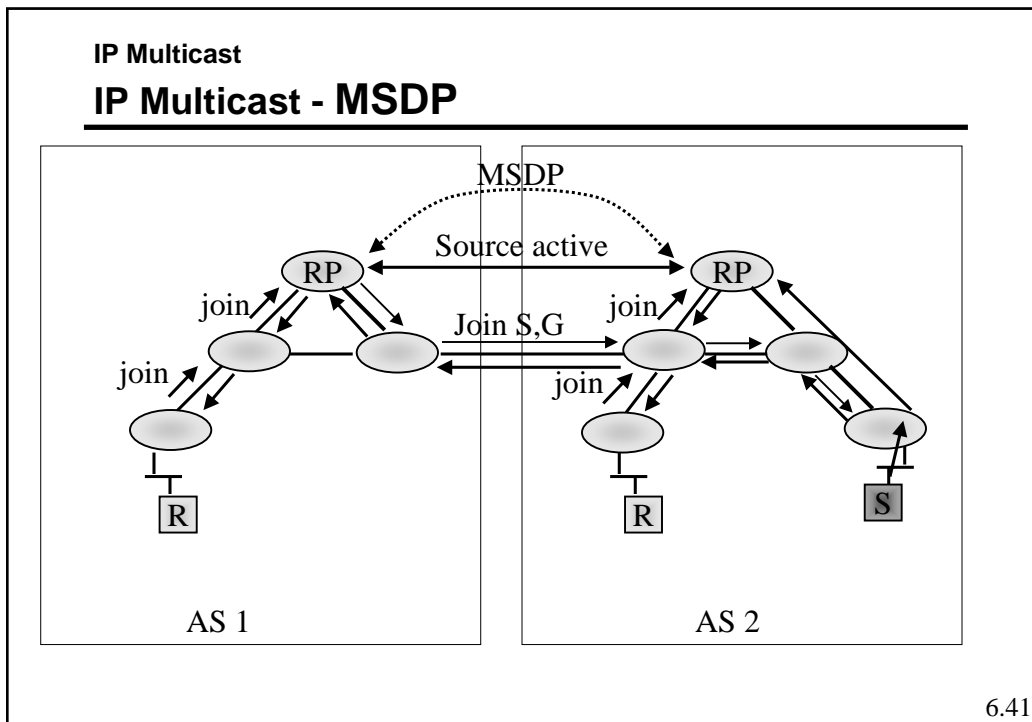 IP Multicast
IP Multicast - MSDP
MSDP
Source active
RP
RP
join
join
Join S,G
join
join
R
R
S
AS 1
AS 2
6.41